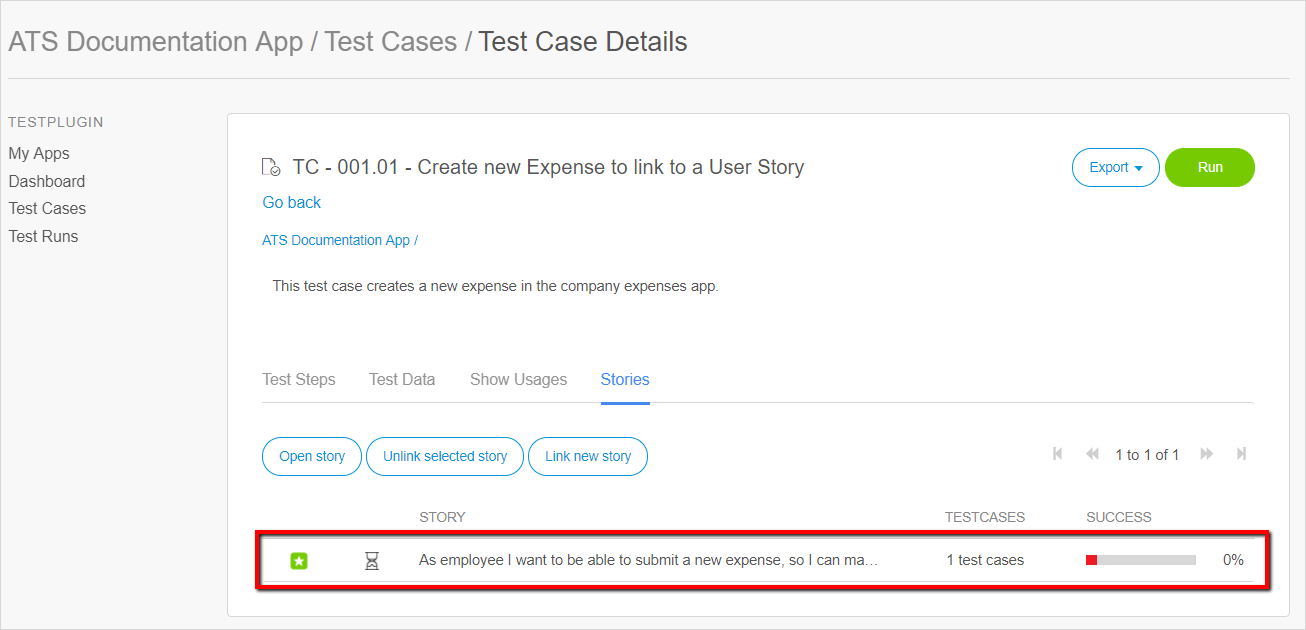 ATS Documentation App / Test Cases / Test Case Details
TESTPLUGIN
My Apps
Dashboard
Test Cases
Test Runs
TC - 001.01 - Create new Expense to link to a User Story
Export
Run
Go back
ATS Documentation App /
This test case creates a new expense in the company expenses app.
Test Steps Test Data Show Usages Stories
Open story Unlink selected story Link new story 1 to 1 of 1
STORY TESTCASES SUCCESS
As employee I want to be able to submit a new expense, so I can ma... 1 test cases 0%